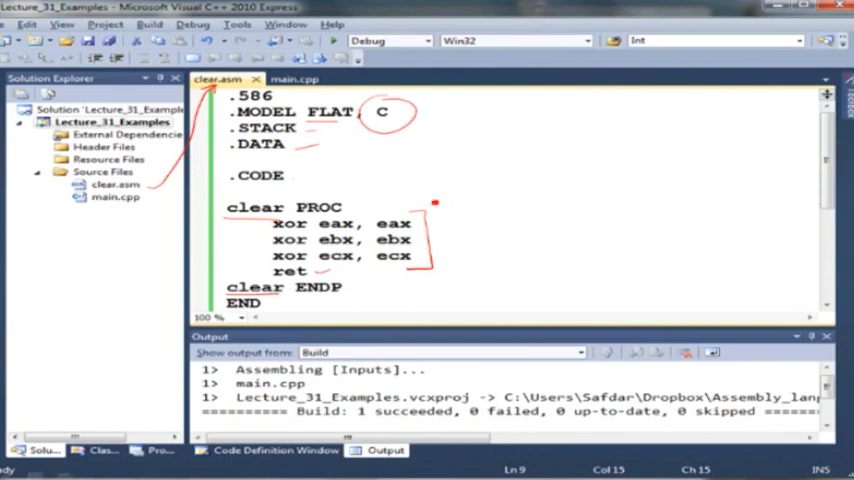 Lecture_31_Examples - Microsoft Visual C++ 2010 Express
Edit View Project Build Debug Tools Window Help
Debug Win32 Int
Solution Explorer
clear.asm main.cpp
Solution 'Lecture_31_Exampl
Lecture_31_Examples
External Dependencie
Header Files
Resource Files
Source Files
clear.asm
main.cpp
.586
.MODEL FLAT, C
.STACK
.DATA
.CODE
clear PROC
xor eax, eax
xor ebx, ebx
xor ecx, ecx
ret
clear ENDP
END
100 %
Output
Show output from: Build
1> Assembling [Inputs]...
1> main.cpp
1> Lecture_31_Examples.vcxproj -> C:\Users\Safdar\Dropbox\Assembly_lang
========== Build: 1 succeeded, 0 failed, 0 up-to-date, 0 skipped =======
Solu... Clas... Pro... Code Definition Window Output
Ln 9 Col 15 Ch 15